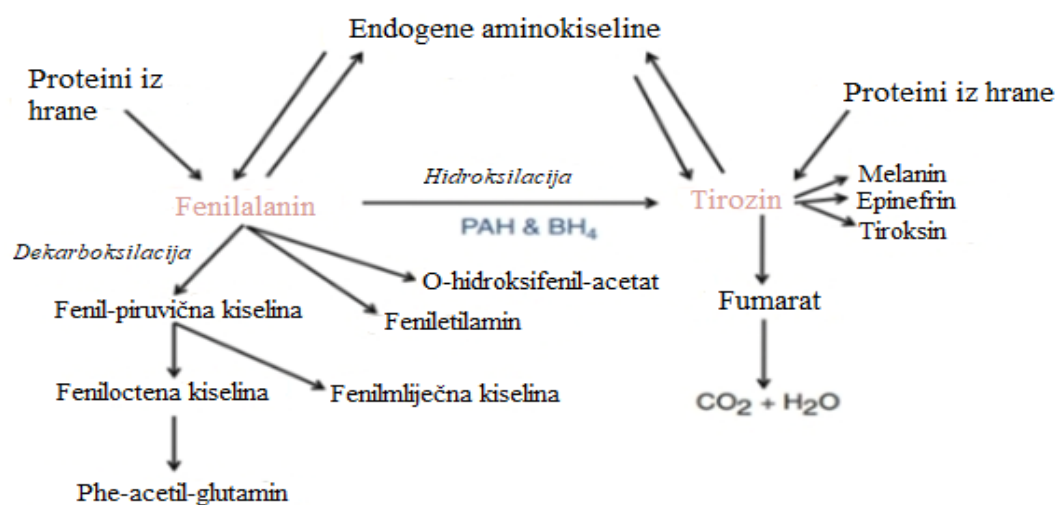 Endogene aminokiseline
Proteini iz
hrane
Proteini iz hrane
Hidroksilacija
Fenilalanin
PAH & BH₄
Tirozin
Melanin
Epinefrin
Tiroksin
Dekarboksilacija
O-hidroksifenil-acetat
Fenil-piruvična kiselina
Feniletilamin
Fumarat
Feniloctena kiselina
Fenilmliječna kiselina
CO₂ + H₂O
Phe-acetil-glutamin